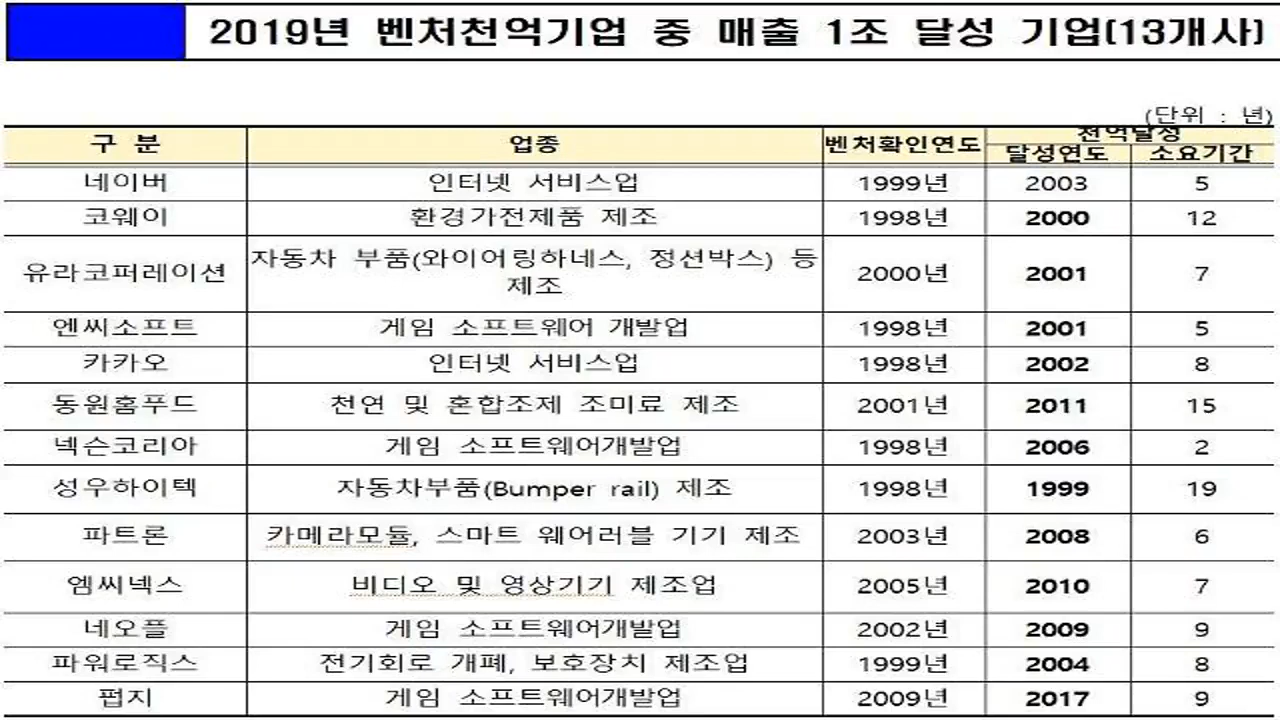 2019년 벤처천억기업 중 매출 1조 달성 기업(13개사)
(단위 : 년)
구 분 업종 벤처확인연도 천억달성
달성연도 소요기간
네이버 인터넷 서비스업 1999년 2003 5
코웨이 환경가전제품 제조 1998년 2000 12
유라코퍼레이션 자동차 부품(와이어링하네스, 정션박스) 등 제조 2000년 2001 7
엔씨소프트 게임 소프트웨어 개발업 1998년 2001 5
카카오 인터넷 서비스업 1998년 2002 8
동원홈푸드 천연 및 혼합조제 조미료 제조 2001년 2011 15
넥슨코리아 게임 소프트웨어개발업 1998년 2006 2
성우하이텍 자동차부품(Bumper rail) 제조 1998년 1999 19
파트론 카메라모듈, 스마트 웨어러블 기기 제조 2003년 2008 6
엠씨넥스 비디오 및 영상기기 제조업 2005년 2010 7
네오플 게임 소프트웨어개발업 2002년 2009 9
파워로직스 전기회로 개폐, 보호장치 제조업 1999년 2004 8
펍지 게임 소프트웨어개발업 2009년 2017 9